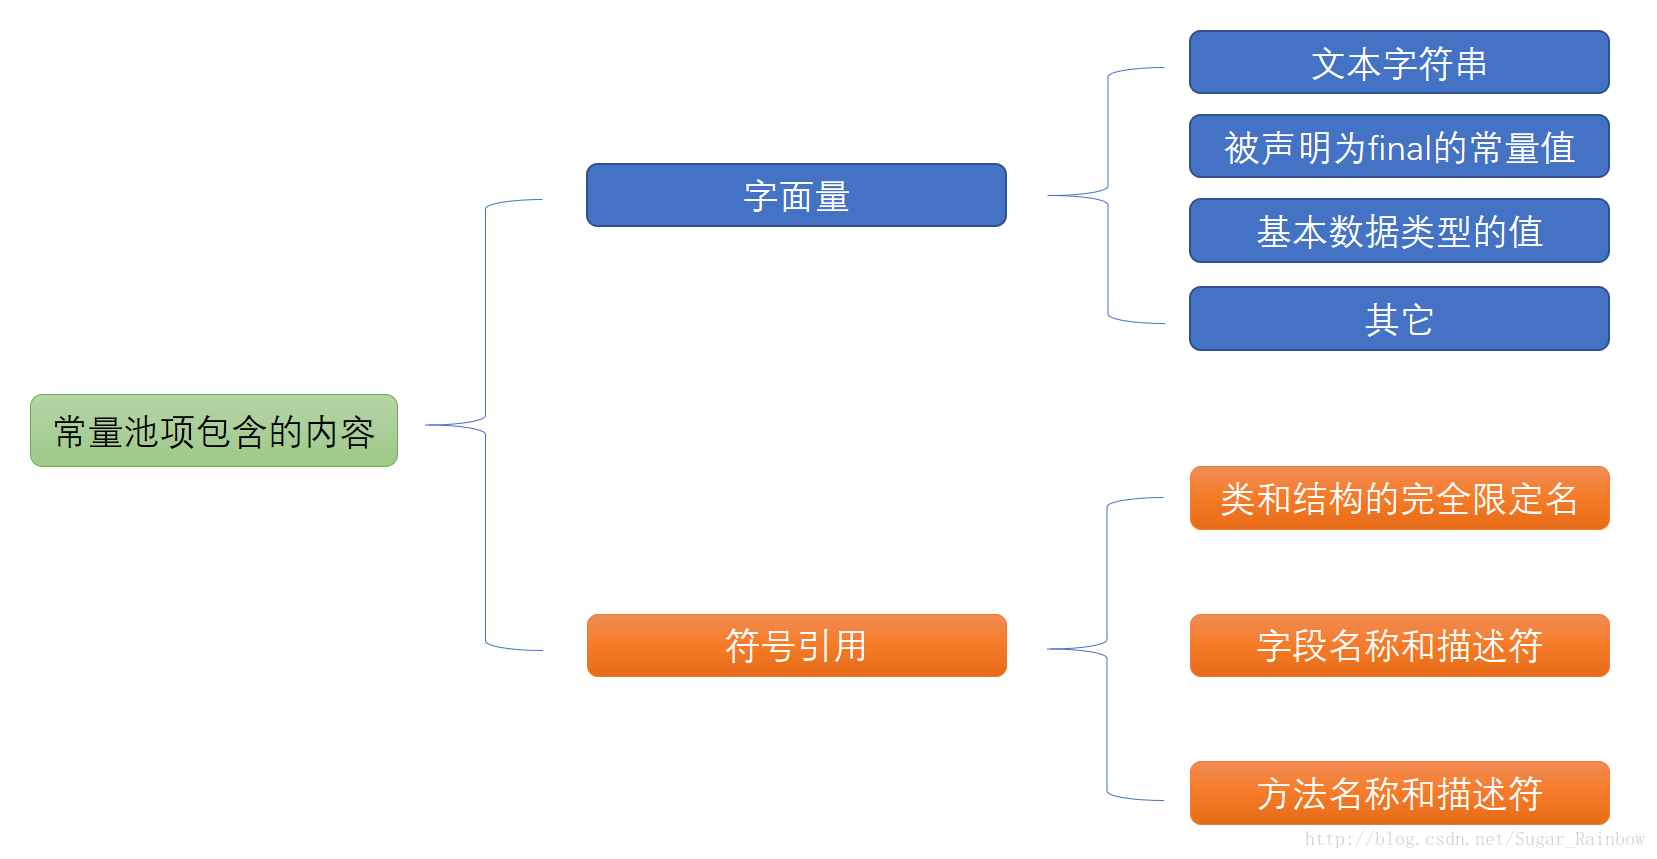 常量池项包含的内容
字面量
文本字符串
被声明为final的常量值
基本数据类型的值
其它
符号引用
类和结构的完全限定名
字段名称和描述符
方法名称和描述符
http://blog.csdn.net/Sugar_Rainbow